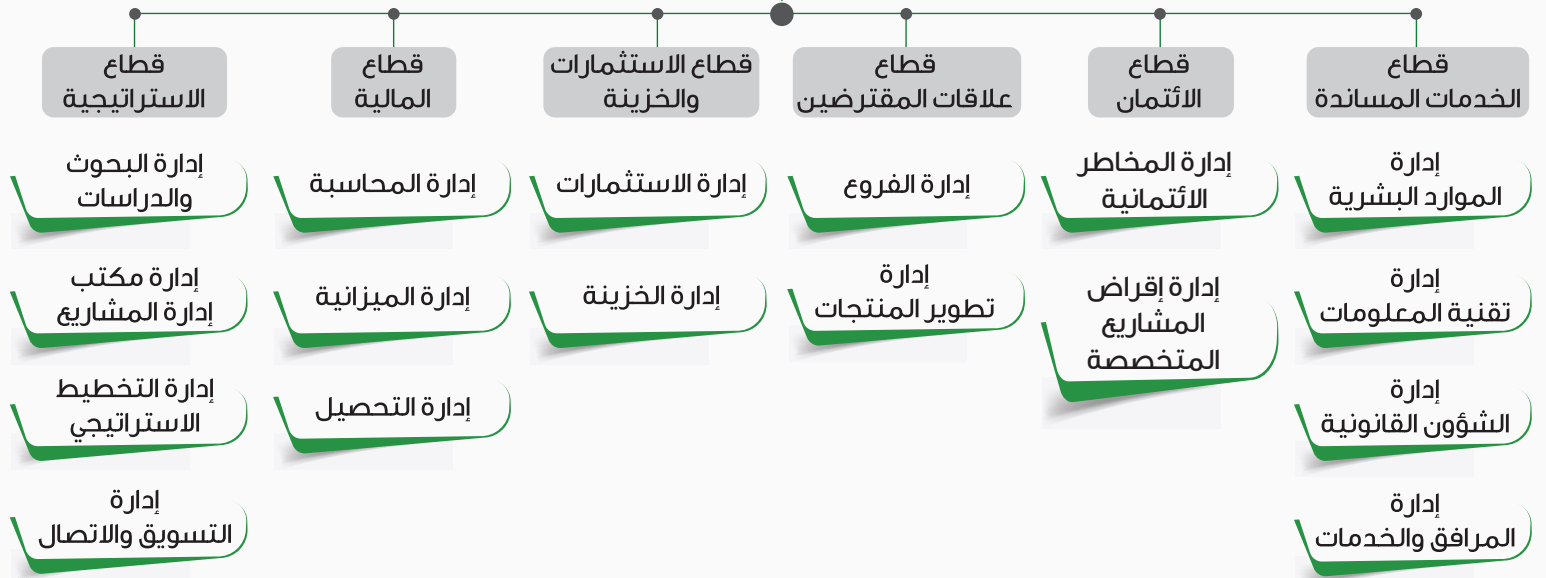 قطاع
الخدمات المساندة
إدارة
الموارد البشرية
إدارة
تقنية المعلومات
إدارة
الشؤون القانونية
إدارة
المرافق والخدمات
قطاع
الائتمان
إدارة المخاطر
الائتمانية
إدارة إقراض
المشاريع
المتخصصة
قطاع
علاقات المقترضين
إدارة الفروع
إدارة
تطوير المنتجات
قطاع الاستثمارات
والخزينة
إدارة الاستثمارات
إدارة الخزينة
قطاع
المالية
إدارة المحاسبة
إدارة الميزانية
إدارة التحصيل
قطاع
الاستراتيجية
إدارة البحوث
والدراسات
إدارة مكتب
إدارة المشاريع
إدارة التخطيط
الاستراتيجي
إدارة
التسويق والاتصال